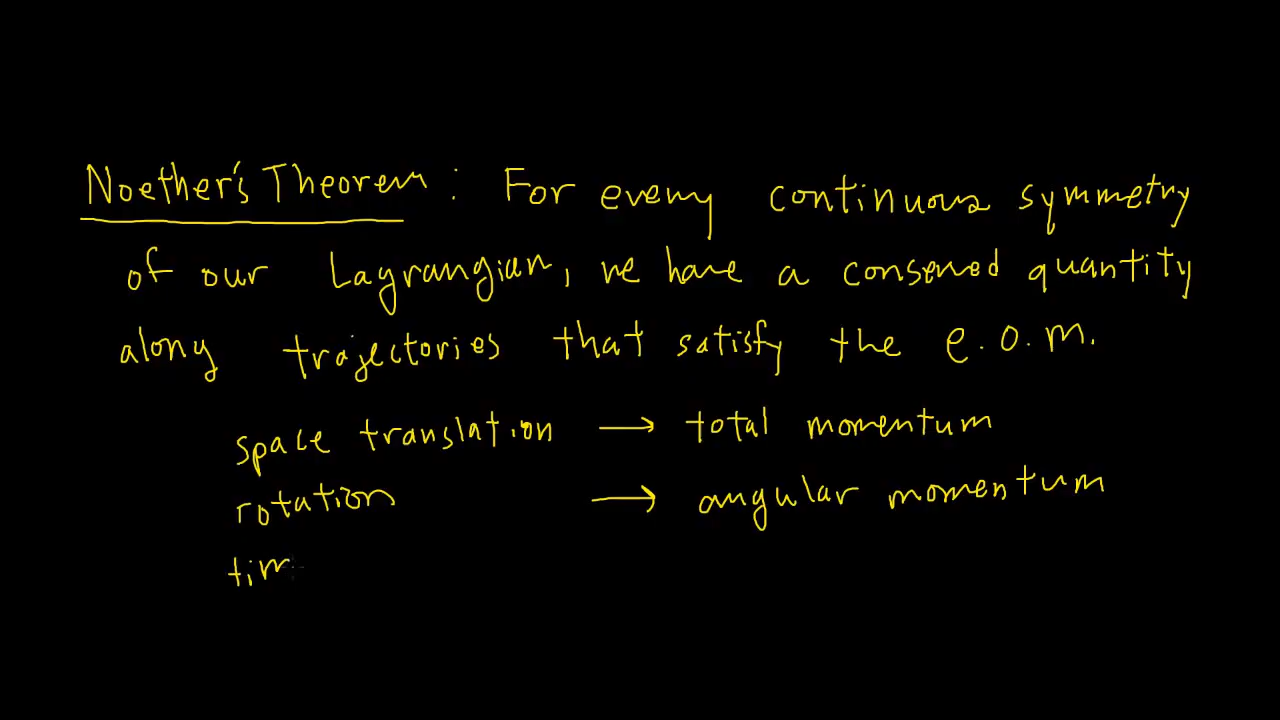 Noether's Theorem : For every continuous symmetry
of our Lagrangian, we have a conserved quantity
along trajectories that satisfy the e.o.m.
space translation → total momentum
rotation → angular momentum
tim